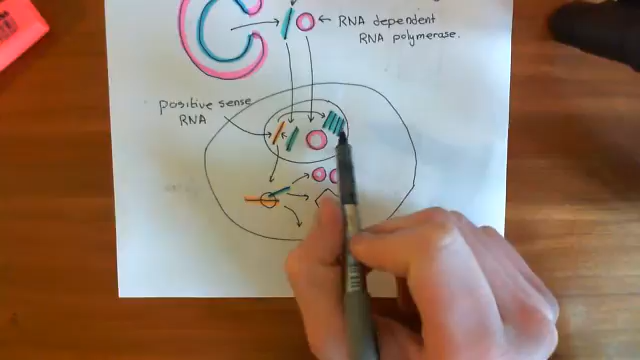 RNA dependent
RNA polymerase.
positive sense
RNA